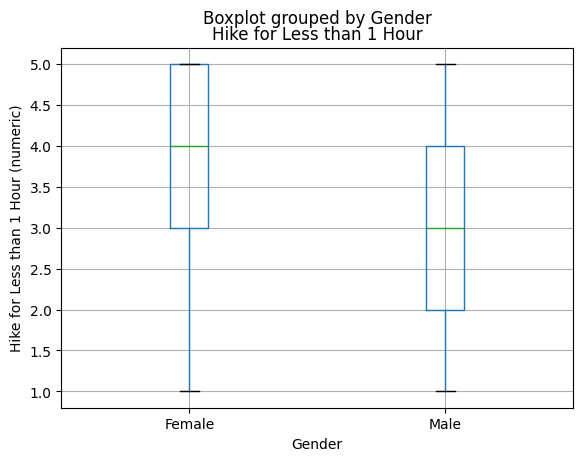 Boxplot grouped by Gender
Hike for Less than 1 Hour
Hike for Less than 1 Hour (numeric)
5.0
4.5
4.0
3.5
3.0
2.5
2.0
1.5
1.0
Female Male
Gender